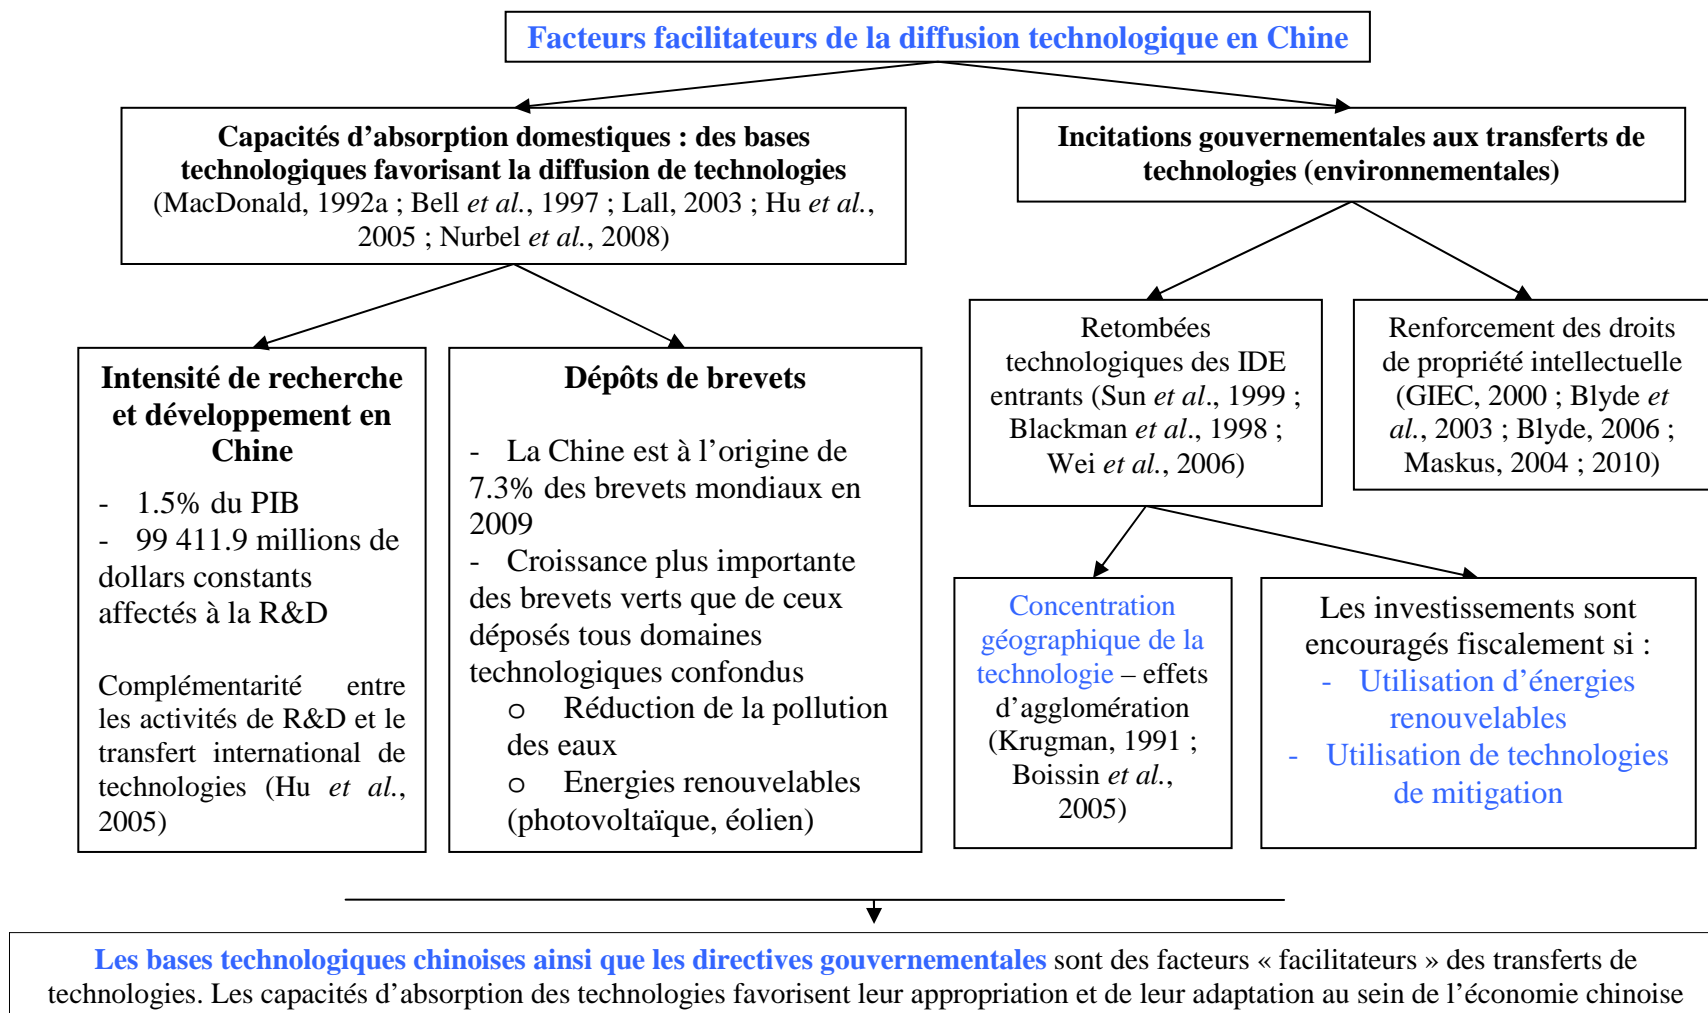 Facteurs facilitateurs de la diffusion technologique en Chine
Capacités d’absorption domestiques : des bases
technologiques favorisant la diffusion de technologies
(MacDonald, 1992a ; Bell et al., 1997 ; Lall, 2003 ; Hu et al.,
2005 ; Nurbel et al., 2008)
Incitations gouvernementales aux transferts de
technologies (environnementales)
Intensité de recherche
et développement en
Chine
- 1.5% du PIB
- 99 411.9 millions de
dollars constants
affectés à la R&D
Complémentarité entre
les activités de R&D et le
transfert international de
technologies (Hu et al.,
2005)
Dépôts de brevets
- La Chine est à l’origine de
7.3% des brevets mondiaux en
2009
- Croissance plus importante
des brevets verts que de ceux
déposés tous domaines
technologiques confondus
o Réduction de la pollution
des eaux
o Energies renouvelables
(photovoltaïque, éolien)
Retombées
technologiques des IDE
entrants (Sun et al., 1999 ;
Blackman et al., 1998 ;
Wei et al., 2006)
Renforcement des droits
de propriété intellectuelle
(GIEC, 2000 ; Blyde et
al., 2003 ; Blyde, 2006 ;
Maskus, 2004 ; 2010)
Concentration
géographique de la
technologie – effets
d’agglomération
(Krugman, 1991 ;
Boissin et al.,
2005)
Les investissements sont
encouragés fiscalement si :
- Utilisation d’énergies
renouvelables
- Utilisation de technologies
de mitigation
Les bases technologiques chinoises ainsi que les directives gouvernementales sont des facteurs « facilitateurs » des transferts de
technologies. Les capacités d’absorption des technologies favorisent leur appropriation et de leur adaptation au sein de l’économie chinoise